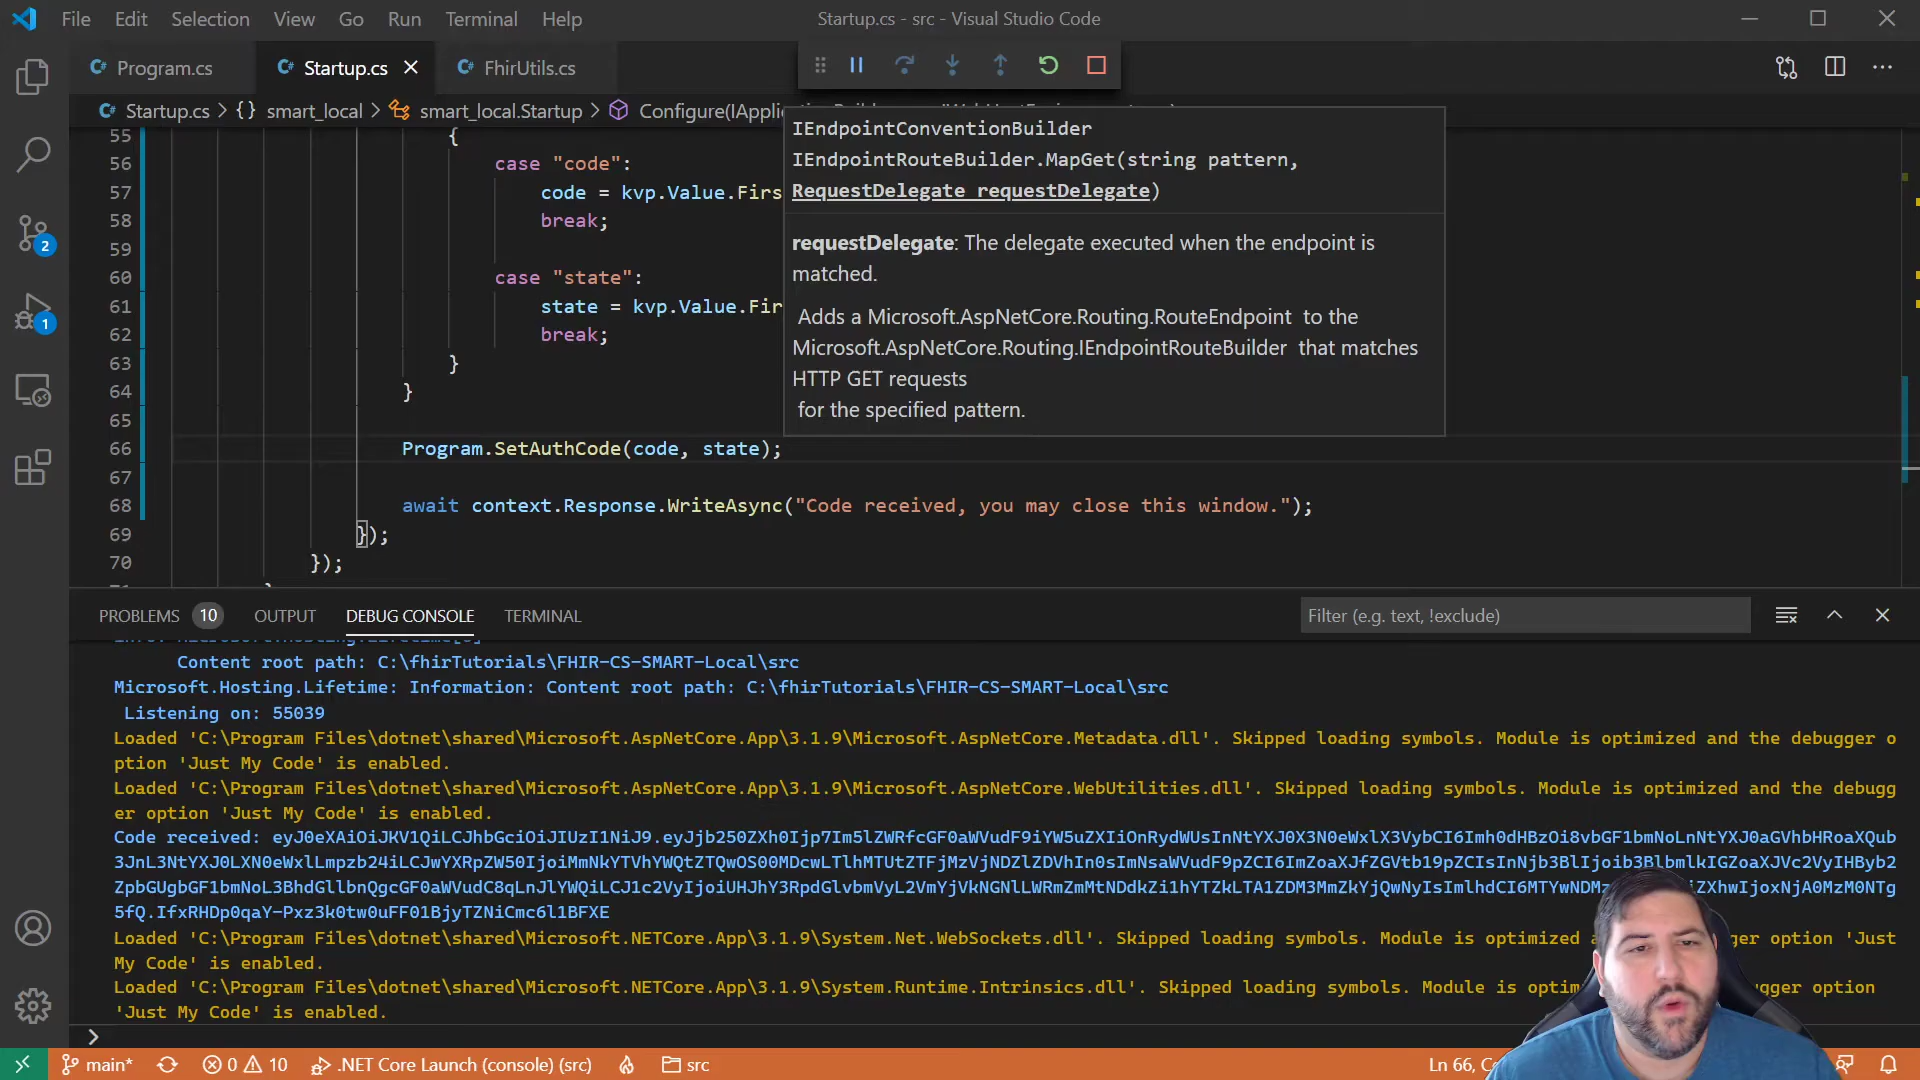 File Edit Selection View Go Run Terminal Help
Startup.cs - src - Visual Studio Code
Program.cs Startup.cs FhirUtils.cs
Startup.cs > {} smart_local > smart_local.Startup > Configure(IApplic
IEndpointConventionBuilder
IEndpointRouteBuilder.MapGet(string pattern,
RequestDelegate requestDelegate)
requestDelegate: The delegate executed when the endpoint is
matched.
Adds a Microsoft.AspNetCore.Routing.RouteEndpoint to the
Microsoft.AspNetCore.Routing.IEndpointRouteBuilder that matches
HTTP GET requests
for the specified pattern.
55 {
56 case "code":
57 code = kvp.Value.Firs
58 break;
59
60 case "state":
61 state = kvp.Value.Fir
62 break;
63 }
64 }
65
66 Program.SetAuthCode(code, state);
67
68 await context.Response.WriteAsync("Code received, you may close this window.");
69 });
70 });
PROBLEMS 10 OUTPUT DEBUG CONSOLE TERMINAL
Filter (e.g. text, !exclude)
Content root path: C:\fhirTutorials\FHIR-CS-SMART-Local\src
Microsoft.Hosting.Lifetime: Information: Content root path: C:\fhirTutorials\FHIR-CS-SMART-Local\src
Listening on: 55039
Loaded 'C:\Program Files\dotnet\shared\Microsoft.AspNetCore.App\3.1.9\Microsoft.AspNetCore.Metadata.dll'. Skipped loading symbols. Module is optimized and the debugger o
ption 'Just My Code' is enabled.
Loaded 'C:\Program Files\dotnet\shared\Microsoft.AspNetCore.App\3.1.9\Microsoft.AspNetCore.WebUtilities.dll'. Skipped loading symbols. Module is optimized and the debugg
er option 'Just My Code' is enabled.
Code received:
Loaded 'C:\Program Files\dotnet\shared\Microsoft.NETCore.App\3.1.9\System.Net.WebSockets.dll'. Skipped loading symbols. Module is optimized gger option 'Just
My Code' is enabled.
Loaded 'C:\Program Files\dotnet\shared\Microsoft.NETCore.App\3.1.9\System.Runtime.Intrinsics.dll'. Skipped loading symbols. Module is optim ugger option
'Just My Code' is enabled.
main* 0 10 .NET Core Launch (console) (src) src Ln 66,
2
1